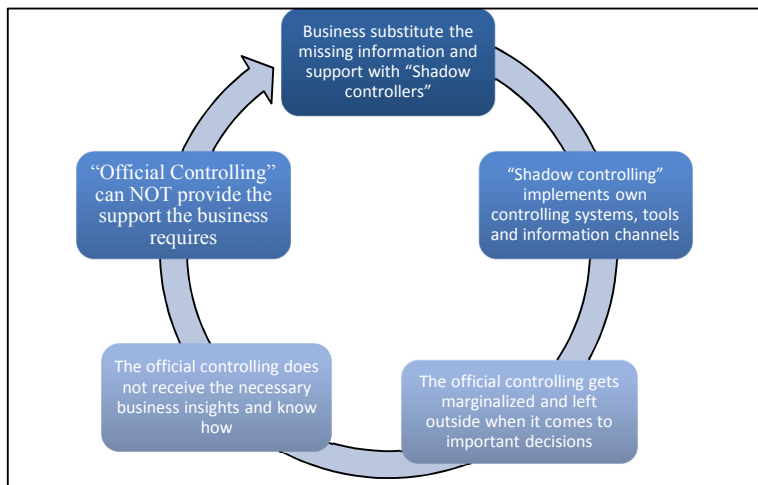 Business substitute the
missing information and
support with “Shadow
controllers”
“Shadow controlling”
implements own
controlling systems, tools
and information channels
The official controlling gets
marginalized and left
outside when it comes to
important decisions
The official controlling does
not receive the necessary
business insights and know
how
“Official Controlling”
can NOT provide the
support the business
requires